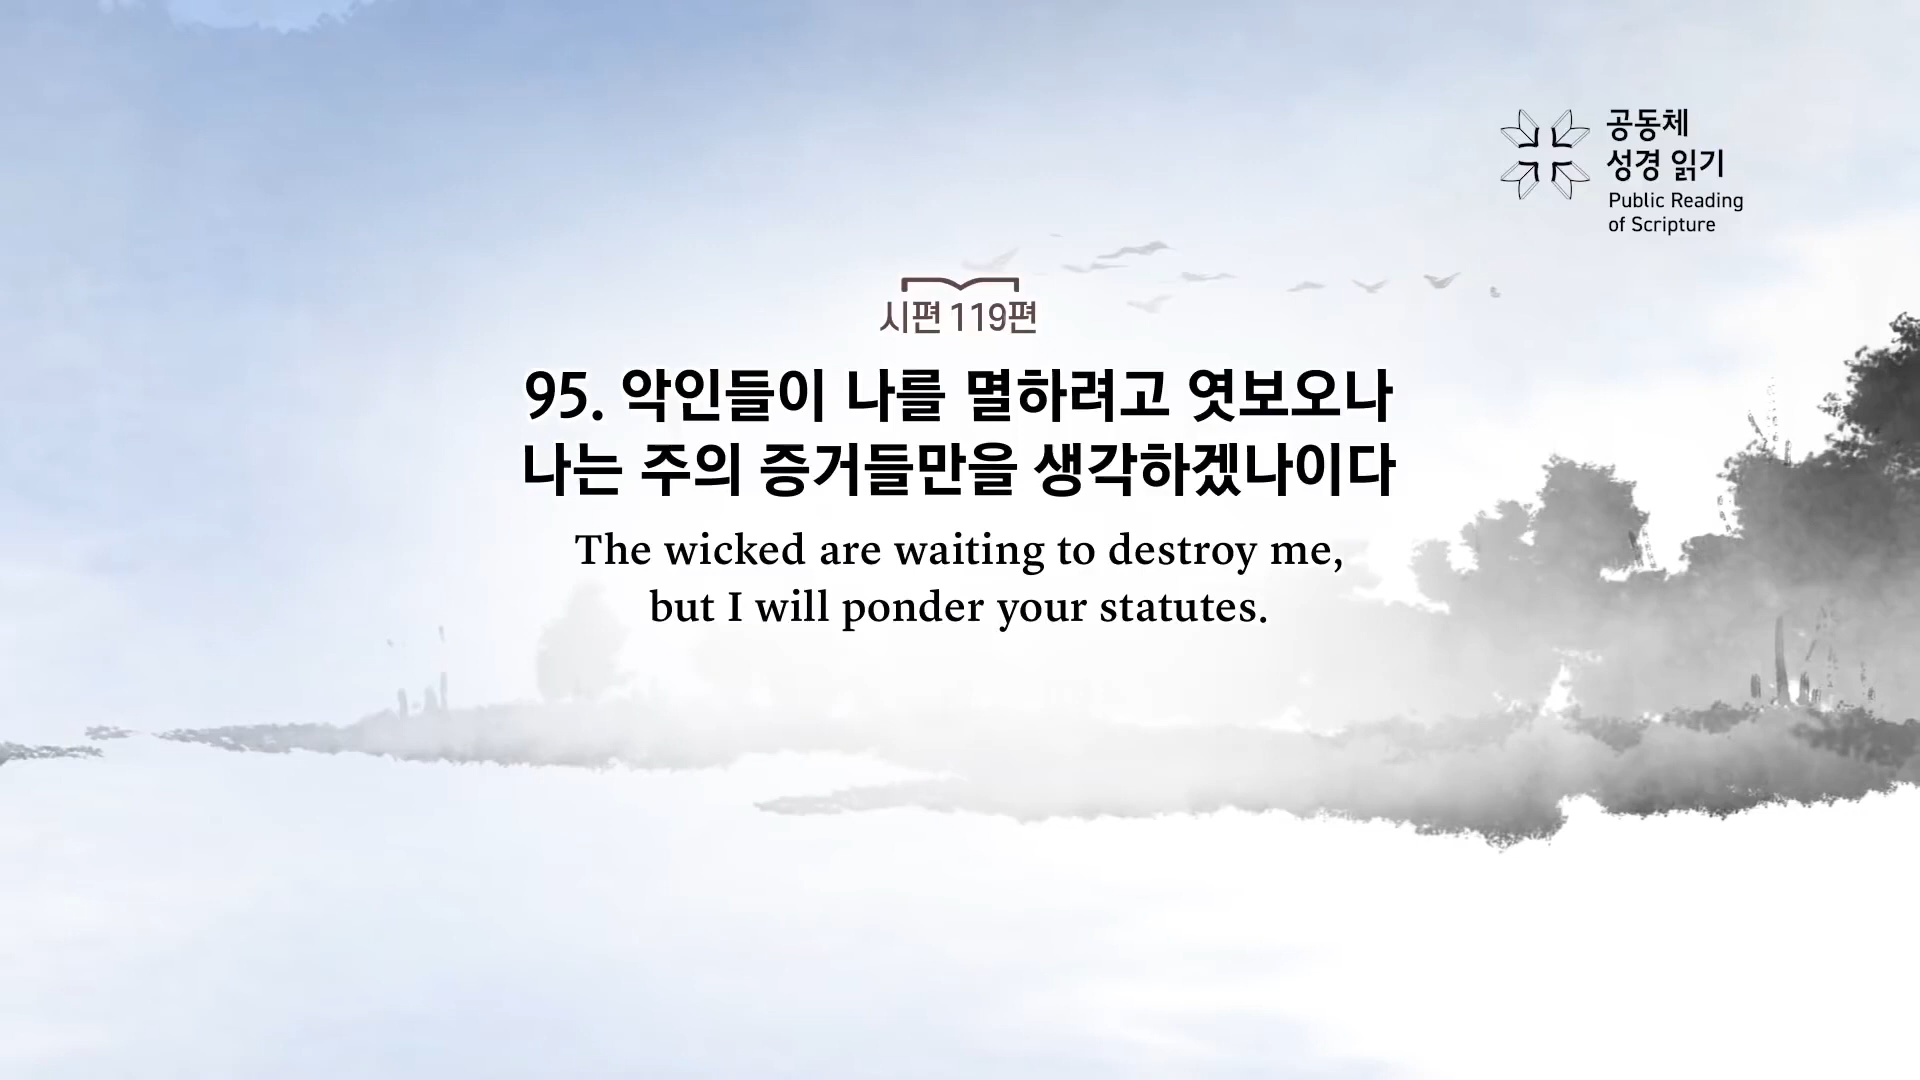 공동체
성경 읽기
Public Reading
of Scripture
시편 119편
95. 악인들이 나를 멸하려고 엿보오나
나는 주의 증거들만을 생각하겠나이다
The wicked are waiting to destroy me,
but I will ponder your statutes.